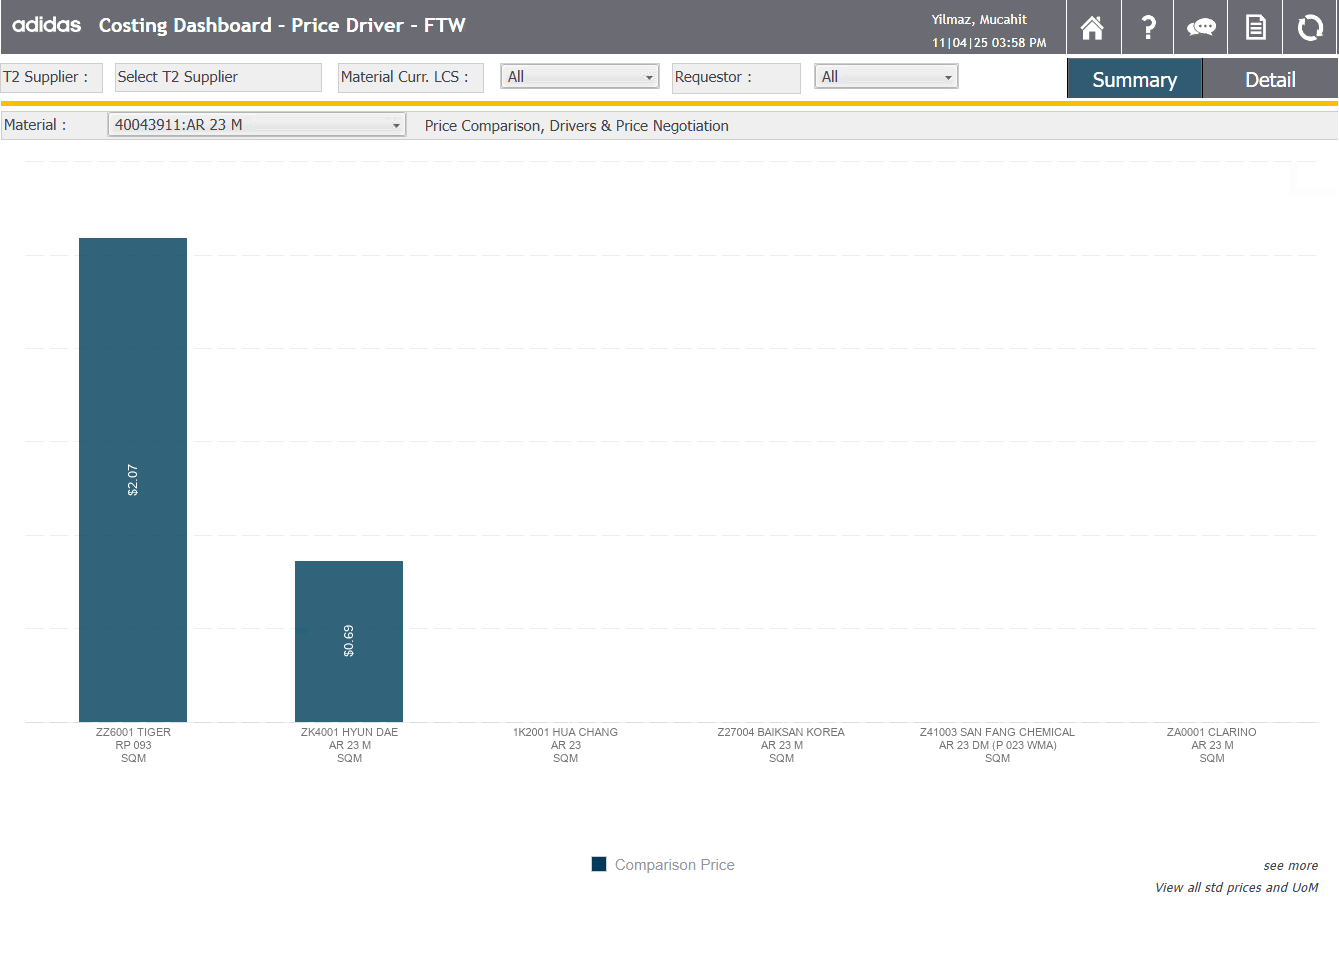 adidas Costing Dashboard - Price Driver - FTW
Yilmaz, Mucahit
11|04|25 03:58 PM
T2 Supplier : Select T2 Supplier Material Curr. LCS : All Requestor : All Summary Detail
Material : 40043911:AR 23 M Price Comparison, Drivers & Price Negotiation
$2.07
$0.69
ZZ6001 TIGER
RP 093
SQM
ZK4001 HYUN DAE
AR 23 M
SQM
1K2001 HUA CHANG
AR 23
SQM
Z27004 BAIKSAN KOREA
AR 23 M
SQM
Z41003 SAN FANG CHEMICAL
AR 23 DM (P 023 WMA)
SQM
ZA0001 CLARINO
AR 23 M
SQM
Comparison Price
see more
View all std prices and UoM